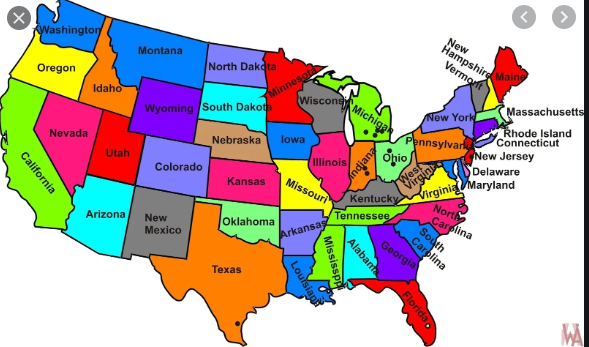 Washington
Oregon
Idaho
Montana
North Dakota
Minnesota
Wisconsin
Michigan
New
Hampshire
Vermont
Maine
Massachusetts
Rhode Island
Connecticut
New York
Pennsylvan
New Jersey
Delaware
Maryland
Wyoming
South Dakota
Nebraska
Iowa
Illinois
Indiana
Ohio
West
Virginia
Virginia
Nevada
California
Utah
Colorado
Kansas
Missouri
Kentucky
Tennessee
North
Carolina
South
Carolina
Arizona
New
Mexico
Oklahoma
Arkansas
Texas
Louisiana
Mississippi
Alabama
Georgia
Florida